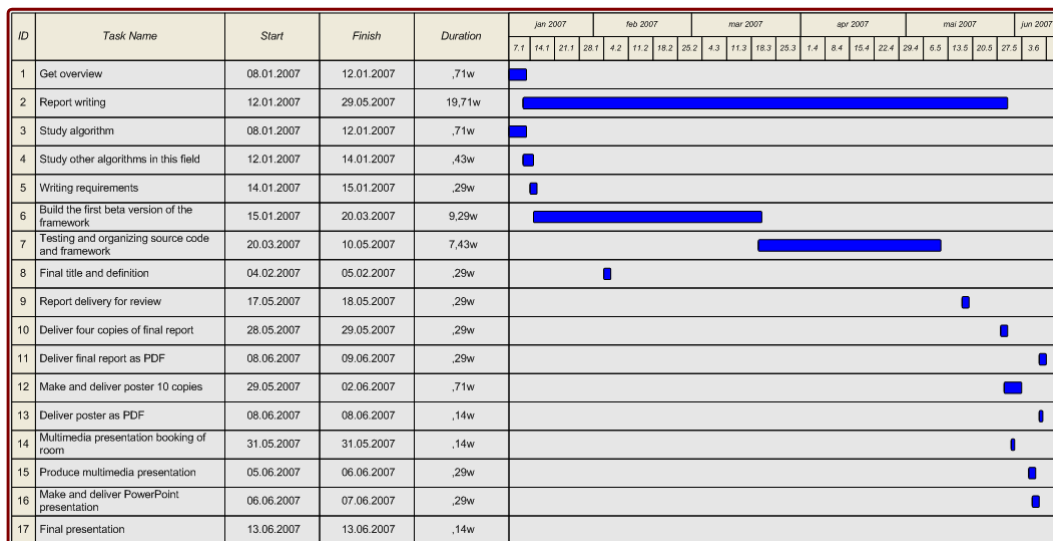 ID Task Name Start Finish Duration jan 2007 feb 2007 mar 2007 apr 2007 mai 2007 jun 2007
7.1 14.1 21.1 28.1 4.2 11.2 18.2 25.2 4.3 11.3 18.3 25.3 1.4 8.4 15.4 22.4 29.4 6.5 13.5 20.5 27.5 3.6
1 Get overview 08.01.2007 12.01.2007 ,71w
2 Report writing 12.01.2007 29.05.2007 19,71w
3 Study algorithm 08.01.2007 12.01.2007 ,71w
4 Study other algorithms in this field 12.01.2007 14.01.2007 ,43w
5 Writing requirements 14.01.2007 15.01.2007 ,29w
6 Build the first beta version of the
framework 15.01.2007 20.03.2007 9,29w
7 Testing and organizing source code
and framework 20.03.2007 10.05.2007 7,43w
8 Final title and definition 04.02.2007 05.02.2007 ,29w
9 Report delivery for review 17.05.2007 18.05.2007 ,29w
10 Deliver four copies of final report 28.05.2007 29.05.2007 ,29w
11 Deliver final report as PDF 08.06.2007 09.06.2007 ,29w
12 Make and deliver poster 10 copies 29.05.2007 02.06.2007 ,71w
13 Deliver poster as PDF 08.06.2007 08.06.2007 ,14w
14 Multimedia presentation booking of
room 31.05.2007 31.05.2007 ,14w
15 Produce multimedia presentation 05.06.2007 06.06.2007 ,29w
16 Make and deliver PowerPoint
presentation 06.06.2007 07.06.2007 ,29w
17 Final presentation 13.06.2007 13.06.2007 ,14w